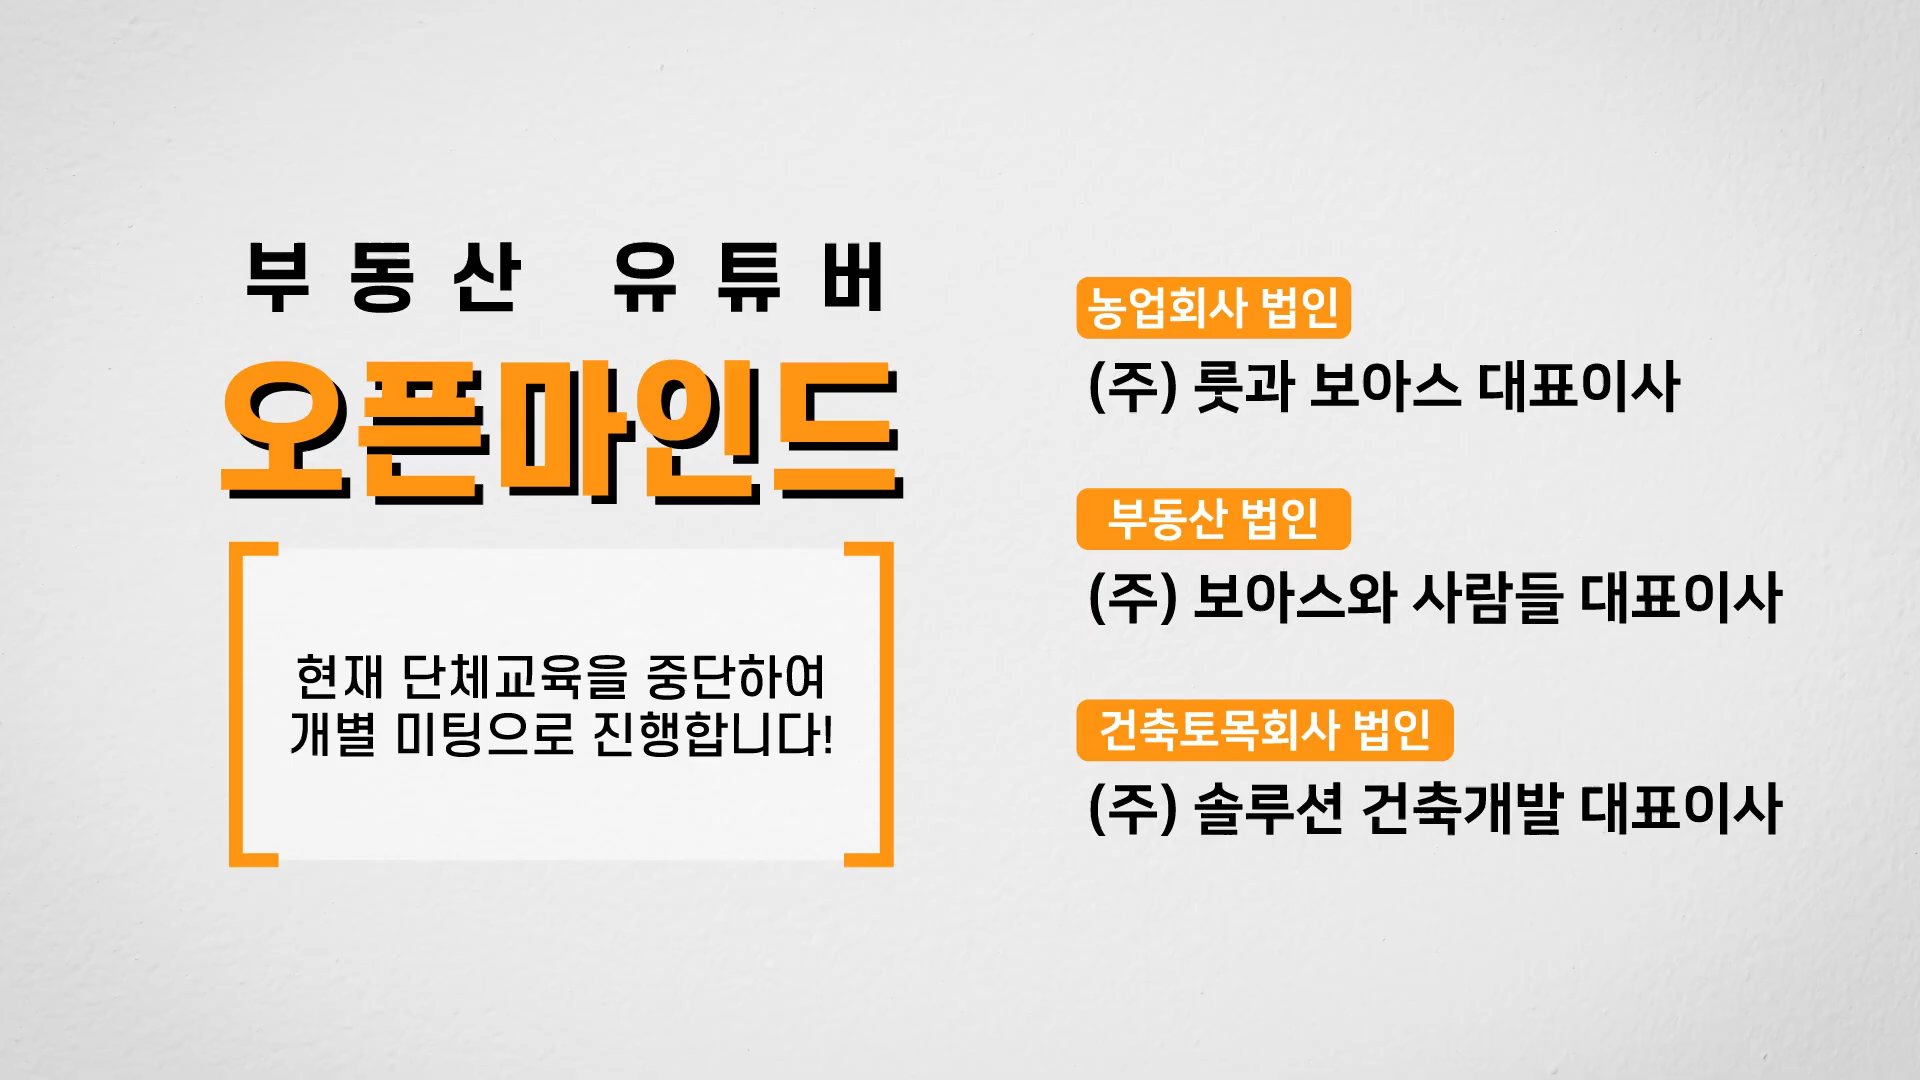 부동산 유튜버
오픈마인드
현재 단체교육을 중단하여
개별 미팅으로 진행합니다!
농업회사 법인
(주) 룻과 보아스 대표이사
부동산 법인
(주) 보아스와 사람들 대표이사
건축토목회사 법인
(주) 솔루션 건축개발 대표이사